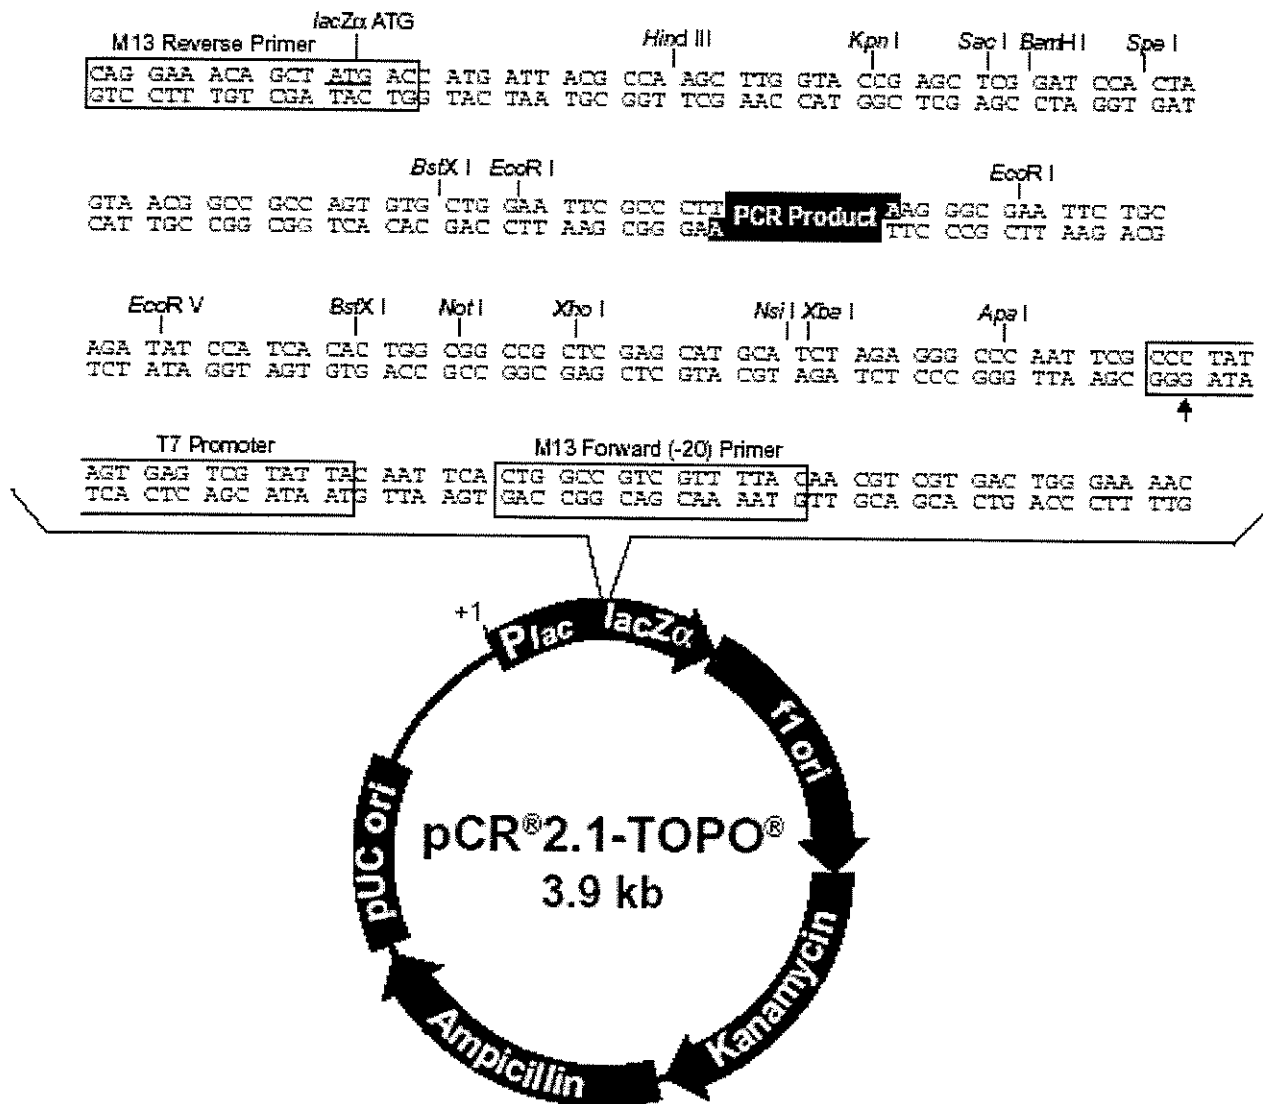 lacZα ATG
M13 Reverse Primer Hind III Kpn I Sac I BamH I Spe I
CAG GAA ACA GCT ATG ACC ATG ATT ACG CCA AGC TTG GTA CCG AGC TCG GAT CCA CTA
GTC CTT TGT CGA TACTGG TAC TAA TGC GGT TCG AAC CAT GGC TCG AGC CTA GGT GAT
BstX I EcoR I EcoR I
GTA ACG GCC GCC AGT GTG CTG GAA TTC GCC CTT PCR Product AAG GGC GAA TTC TGC
CAT TGC CGG CGG TCA CAC GAC CTT AAG CGG GAA TTC CCG CTT AAG ACG
EcoR V BstX I Not I Xho I Nsi I Xba I Apa I
AGA TAT CCA TCA CAC TGG CGG CCG CTC GAG CAT GCA TCT AGA GGG CCC AAT TCG CCC TAT
TCT ATA GGT AGT GTG ACC GCC GGC GAG CTC GTA CGT AGA TCT CCC GGG TTA AGC GGG ATA
T7 Promoter M13 Forward (-20) Primer
AGT GAG TCG TAT TAC AAT TCA CTG GCC GTC GTT TTA CAA CGT CGT GAC TGG GAA AAC
TCA CTC AGC ATA ATG TTA AGT GAC CGG CAG CAA AAT GTT GCA GCA CTG ACC CTT TTG
+1
Plac lacZα
f1 ori
pUC ori
pCR®2.1-TOPO®
3.9 kb
Kanamycin
Ampicillin